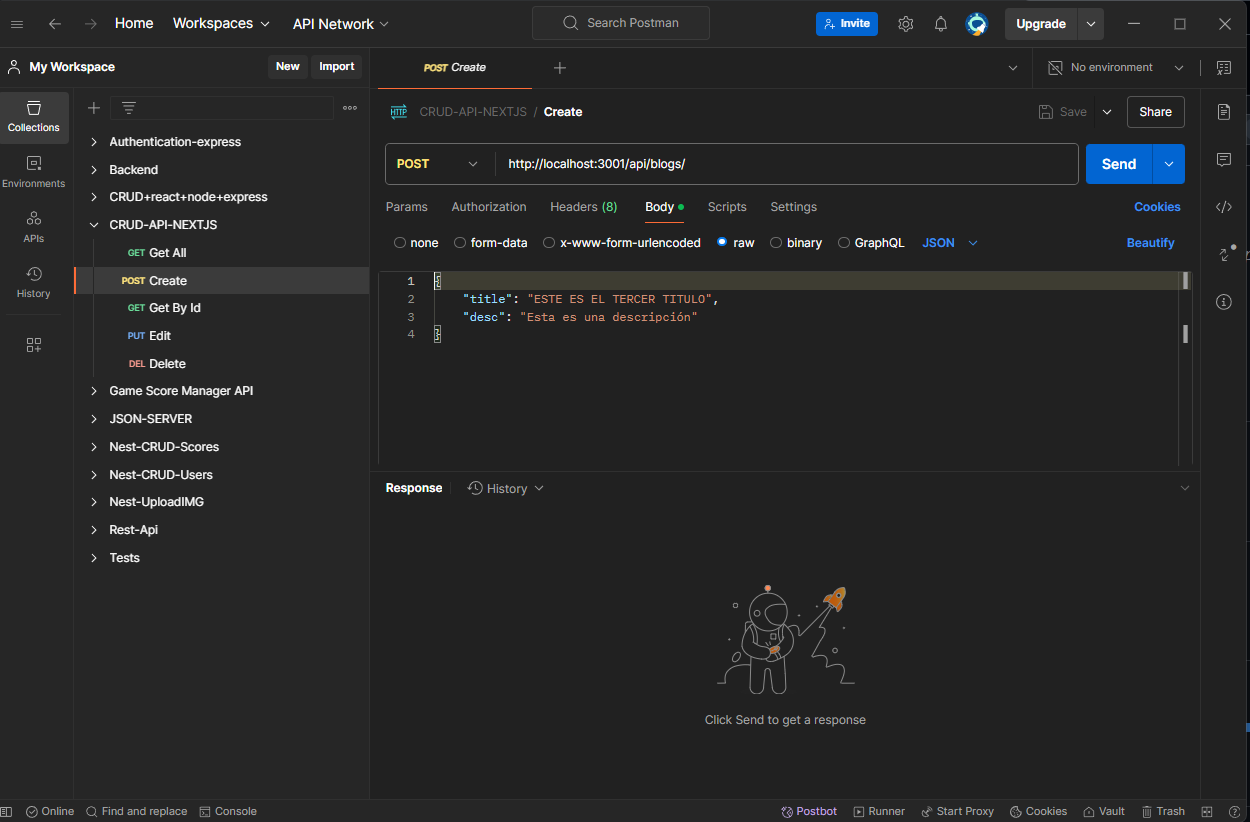 Home Workspaces API Network Search Postman Invite Upgrade
My Workspace New Import POST Create No environment
Collections
Environments
APIs
History
Authentication-express
Backend
CRUD+react+node+express
CRUD-API-NEXTJS
GET Get All
POST Create
GET Get By Id
PUT Edit
DEL Delete
Game Score Manager API
JSON-SERVER
Nest-CRUD-Scores
Nest-CRUD-Users
Nest-UploadIMG
Rest-Api
Tests
HTTP CRUD-API-NEXTJS / Create Save Share
POST http://localhost:3001/api/blogs/ Send
Params Authorization Headers (8) Body Scripts Settings Cookies
none form-data x-www-form-urlencoded raw binary GraphQL JSON Beautify
1 {
2 "title": "ESTE ES EL TERCER TITULO",
3 "desc": "Esta es una descripción"
4 }
Response History
Click Send to get a response
Online Find and replace Console Postbot Runner Start Proxy Cookies Vault Trash